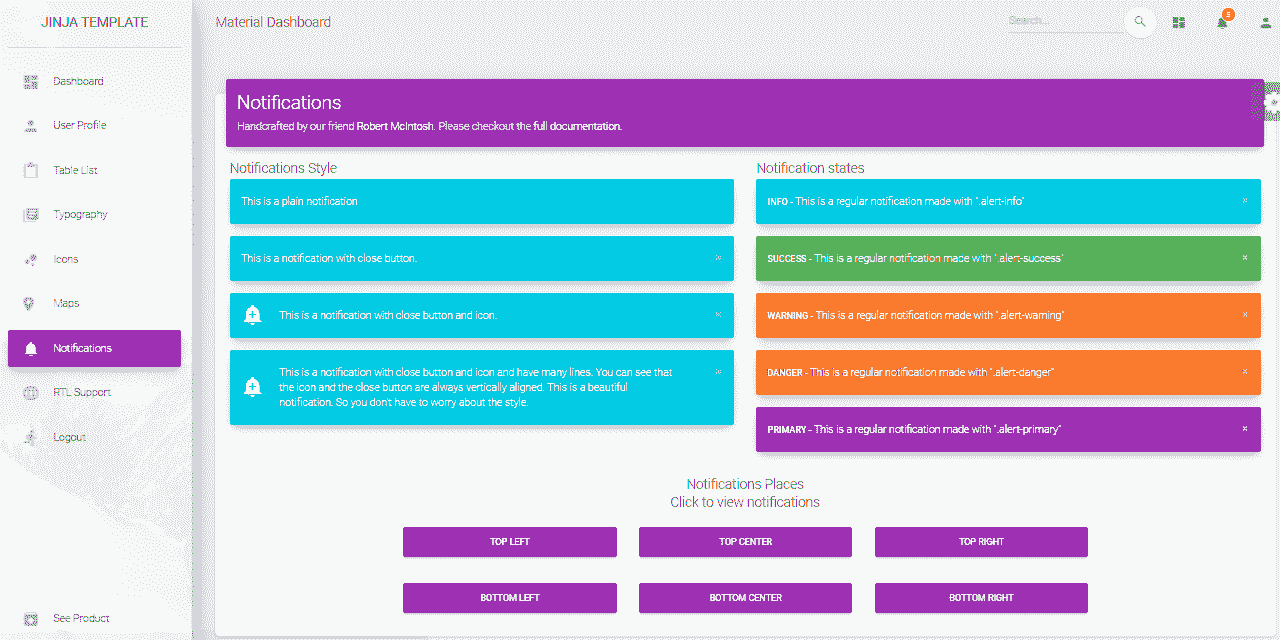 JINJA TEMPLATE
Dashboard
User Profile
Table List
Typography
Icons
Maps
Notifications
RTL Support
Logout
See Product
Material Dashboard
Search...
5
Notifications
Handcrafted by our friend Robert McIntosh. Please checkout the full documentation.
Notifications Style
This is a plain notification
This is a notification with close button.
×
This is a notification with close button and icon.
×
This is a notification with close button and icon and have many lines. You can see that
the icon and the close button are always vertically aligned. This is a beautiful
notification. So you don't have to worry about the style.
×
Notification states
INFO - This is a regular notification made with ".alert-info"
×
SUCCESS - This is a regular notification made with ".alert-success"
×
WARNING - This is a regular notification made with ".alert-warning"
×
DANGER - This is a regular notification made with ".alert-danger"
×
PRIMARY - This is a regular notification made with ".alert-primary"
×
Notifications Places
Click to view notifications
TOP LEFT
TOP CENTER
TOP RIGHT
BOTTOM LEFT
BOTTOM CENTER
BOTTOM RIGHT